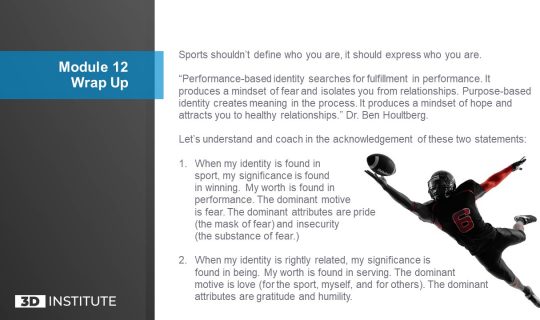 Module 12
Wrap Up
Sports shouldn't define who you are, it should express who you are.
“Performance-based identity searches for fulfillment in performance. It
produces a mindset of fear and isolates you from relationships. Purpose-based
identity creates meaning in the process. It produces a mindset of hope and
attracts you to healthy relationships.” Dr. Ben Houltberg.
Let's understand and coach in the acknowledgement of these two statements:
1. When my identity is found in
sport, my significance is found
in winning. My worth is found in
performance. The dominant motive
is fear. The dominant attributes are pride
(the mask of fear) and insecurity
(the substance of fear.)
2. When my identity is rightly related, my significance is
found in being. My worth is found in serving. The dominant
motive is love (for the sport, myself, and for others). The dominant
attributes are gratitude and humility.
6
3D INSTITUTE